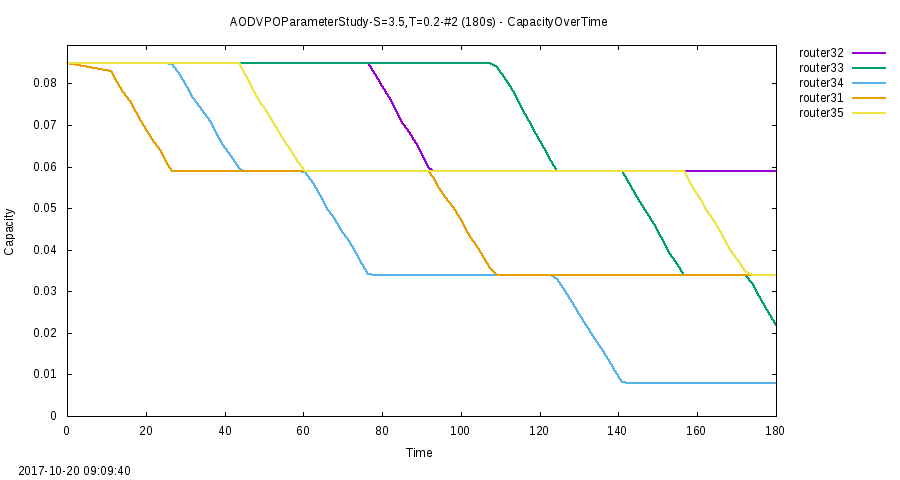 AODVPOParameterStudy-S=3.5,T=0.2-#2 (180s) - CapacityOverTime
router32
router33
router34
router31
router35
0.08
0.07
0.06
0.05
0.04
0.03
0.02
0.01
0
Capacity
0 20 40 60 80 100 120 140 160 180
Time
2017-10-20 09:09:40